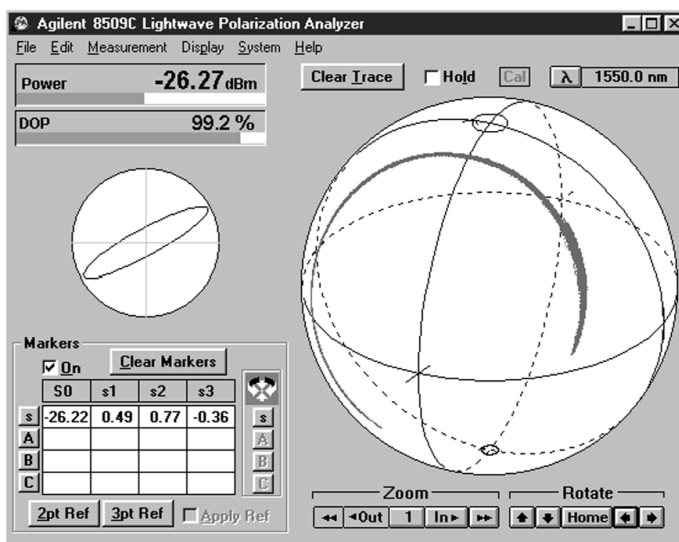 Agilent 8509C Lightwave Polarization Analyzer
File Edit Measurement Display System Help
Power -26.27 dBm
DOP 99.2 %
Clear Trace Hold Cal λ 1550.0 nm
Markers
On Clear Markers
S0 s1 s2 s3
s -26.22 0.49 0.77 -0.36 s
A A
B B
C C
2pt Ref 3pt Ref Apply Ref
Zoom
Out 1 In
Rotate
Home